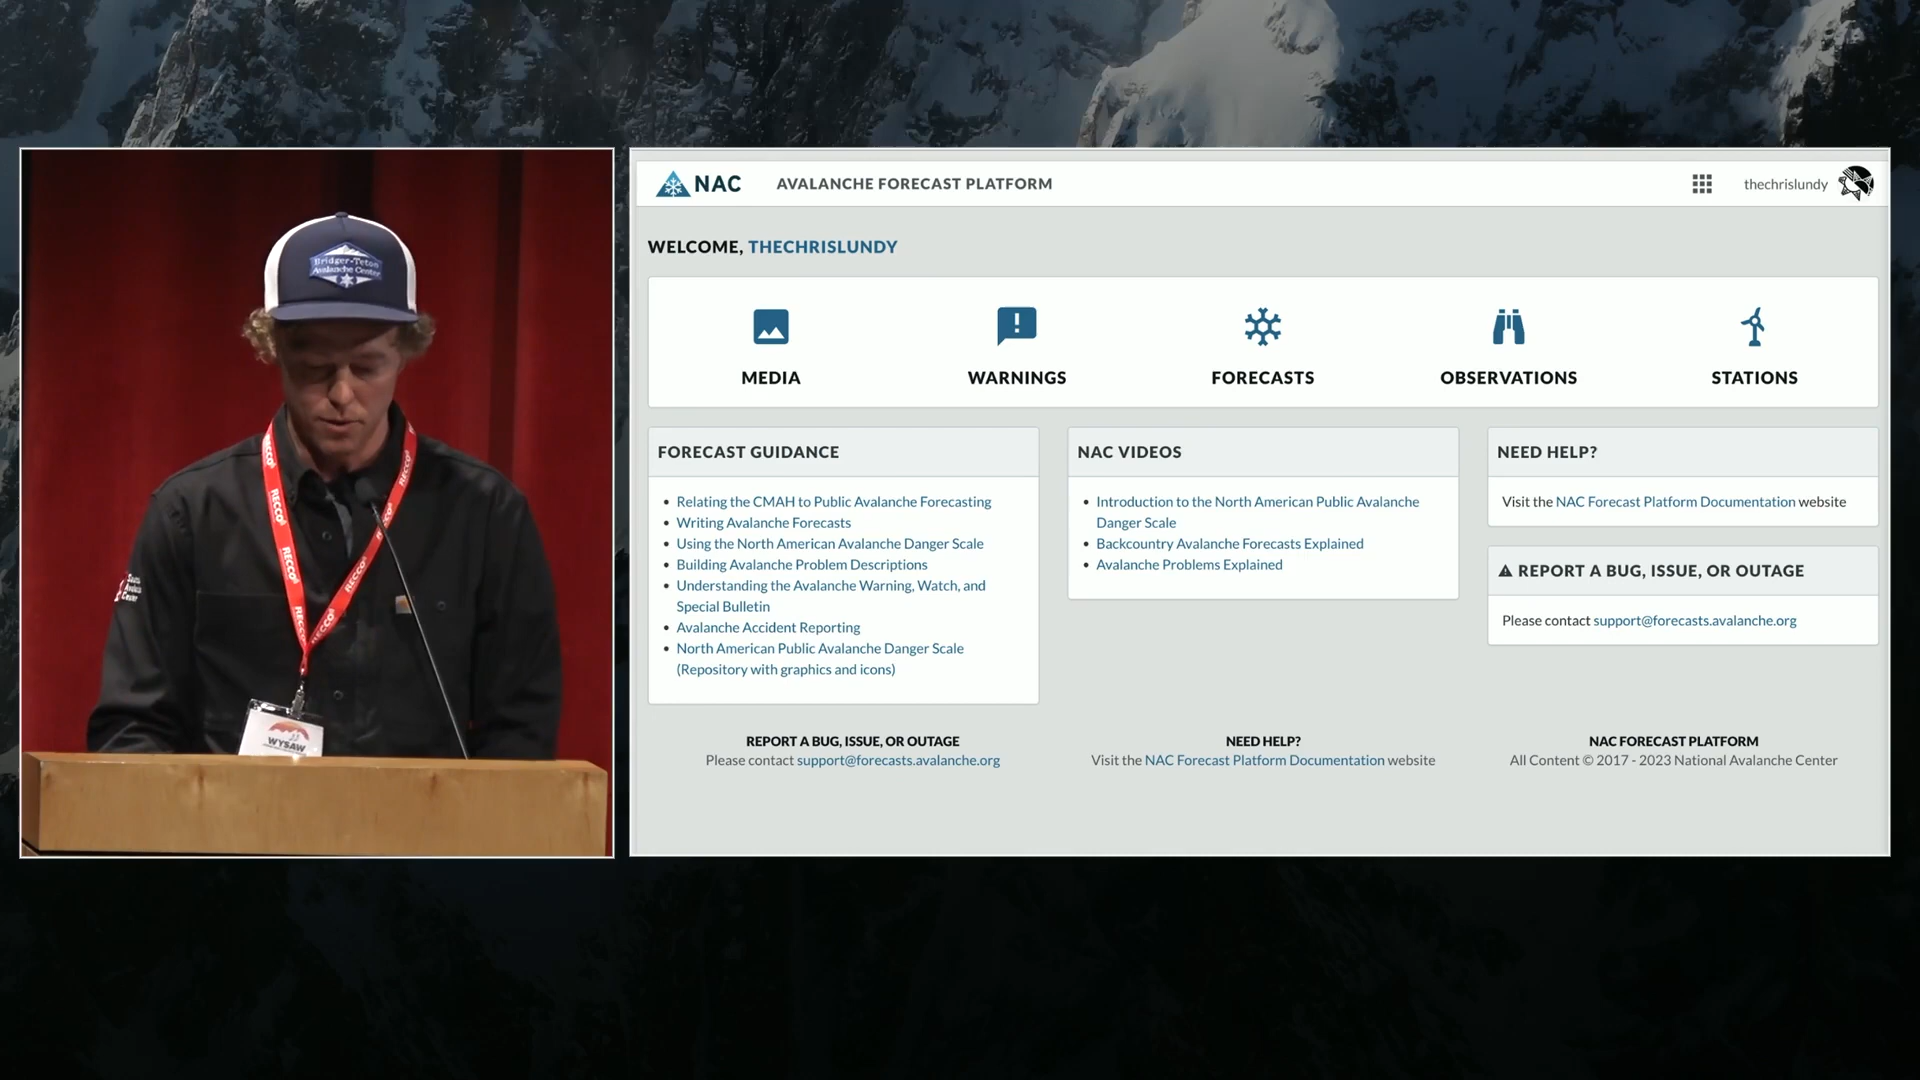 Bridger-Teton
Avalanche Center
RECCO
RECCO
RECCO
RECCO
RECCO
WYSAW
NAC
AVALANCHE FORECAST PLATFORM
thechrislundy
WELCOME, THECHRISLUNDY
MEDIA
WARNINGS
FORECASTS
OBSERVATIONS
STATIONS
FORECAST GUIDANCE
• Relating the CMAH to Public Avalanche Forecasting
• Writing Avalanche Forecasts
• Using the North American Avalanche Danger Scale
• Building Avalanche Problem Descriptions
• Understanding the Avalanche Warning, Watch, and
Special Bulletin
• Avalanche Accident Reporting
• North American Public Avalanche Danger Scale
(Repository with graphics and icons)
NAC VIDEOS
• Introduction to the North American Public Avalanche
Danger Scale
• Backcountry Avalanche Forecasts Explained
• Avalanche Problems Explained
NEED HELP?
Visit the NAC Forecast Platform Documentation website
REPORT A BUG, ISSUE, OR OUTAGE
Please contact support@forecasts.avalanche.org
REPORT A BUG, ISSUE, OR OUTAGE
Please contact support@forecasts.avalanche.org
NEED HELP?
Visit the NAC Forecast Platform Documentation website
NAC FORECAST PLATFORM
All Content © 2017 - 2023 National Avalanche Center